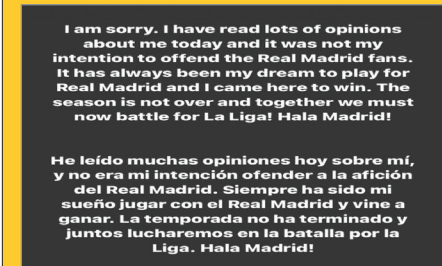 I am sorry. I have read lots of opinions
about me today and it was not my
intention to offend the Real Madrid fans.
It has always been my dream to play for
Real Madrid and I came here to win. The
season is not over and together we must
now battle for La Liga! Hala Madrid!
He leído muchas opiniones hoy sobre mí,
y no era mi intención ofender a la afición
del Real Madrid. Siempre ha sido mi
sueño jugar con el Real Madrid y vine a
ganar. La temporada no ha terminado y
juntos lucharemos en la batalla por la
Liga. Hala Madrid!